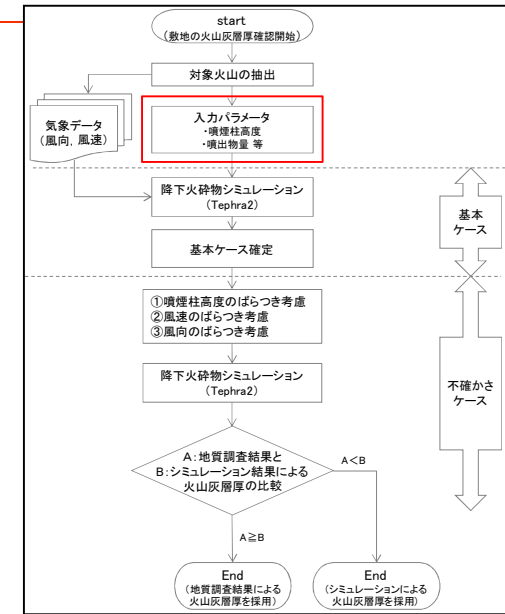 start
（敷地の火山灰層厚確認開始）
対象火山の抽出
気象データ
（風向，風速）
入力パラメータ
・噴煙柱高度
・噴出物量 等
降下火砕物シミュレーション
（Tephra2）
基本ケース確定
基本
ケース
①噴煙柱高度のばらつき考慮
②風速のばらつき考慮
③風向のばらつき考慮
降下火砕物シミュレーション
（Tephra2）
不確かさ
ケース
A：地質調査結果と
B：シミュレーション結果による
火山灰層厚の比較
A＜B
A≧B
End
（地質調査結果による
火山灰層厚を採用）
End
（シミュレーションによる
火山灰層厚を採用）